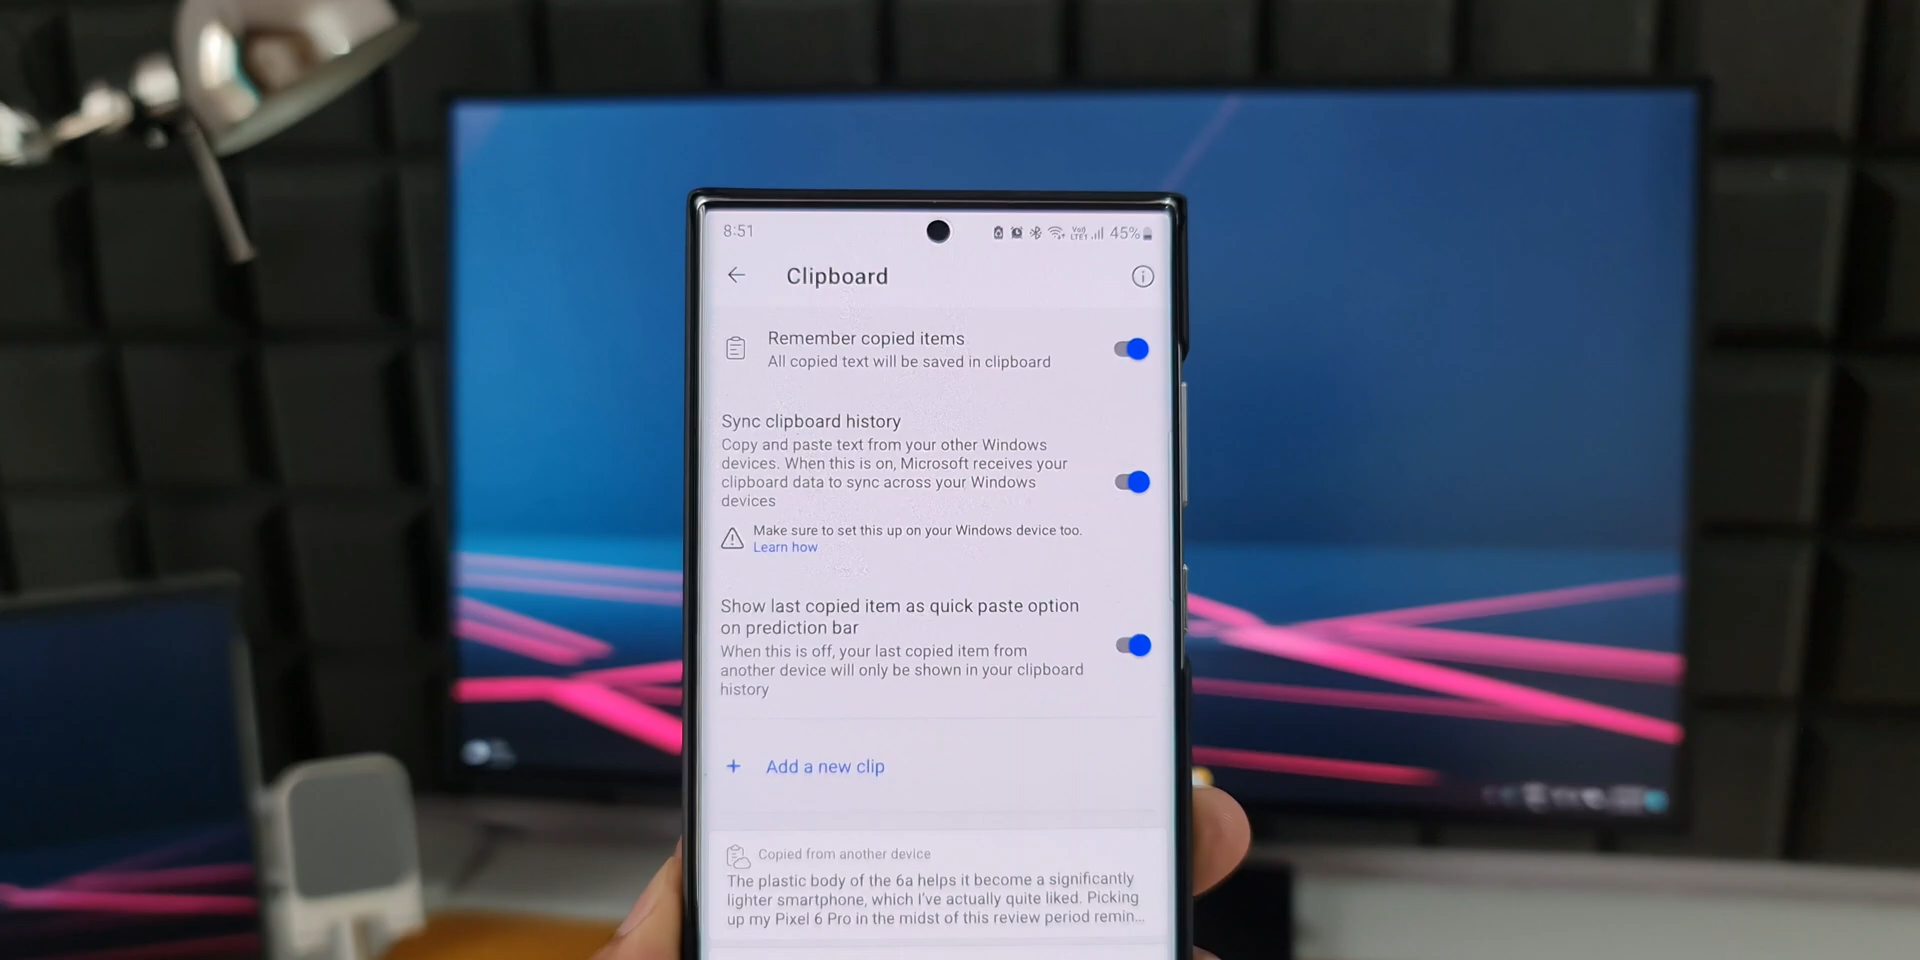 8:51
Vo))
LTE1
45%
Clipboard
Remember copied items
All copied text will be saved in clipboard
Sync clipboard history
Copy and paste text from your other Windows
devices. When this is on, Microsoft receives your
clipboard data to sync across your Windows
devices
Make sure to set this up on your Windows device too.
Learn how
Show last copied item as quick paste option
on prediction bar
When this is off, your last copied item from
another device will only be shown in your clipboard
history
+ Add a new clip
Copied from another device
The plastic body of the 6a helps it become a significantly
lighter smartphone, which I've actually quite liked. Picking
up my Pixel 6 Pro in the midst of this review period remin...